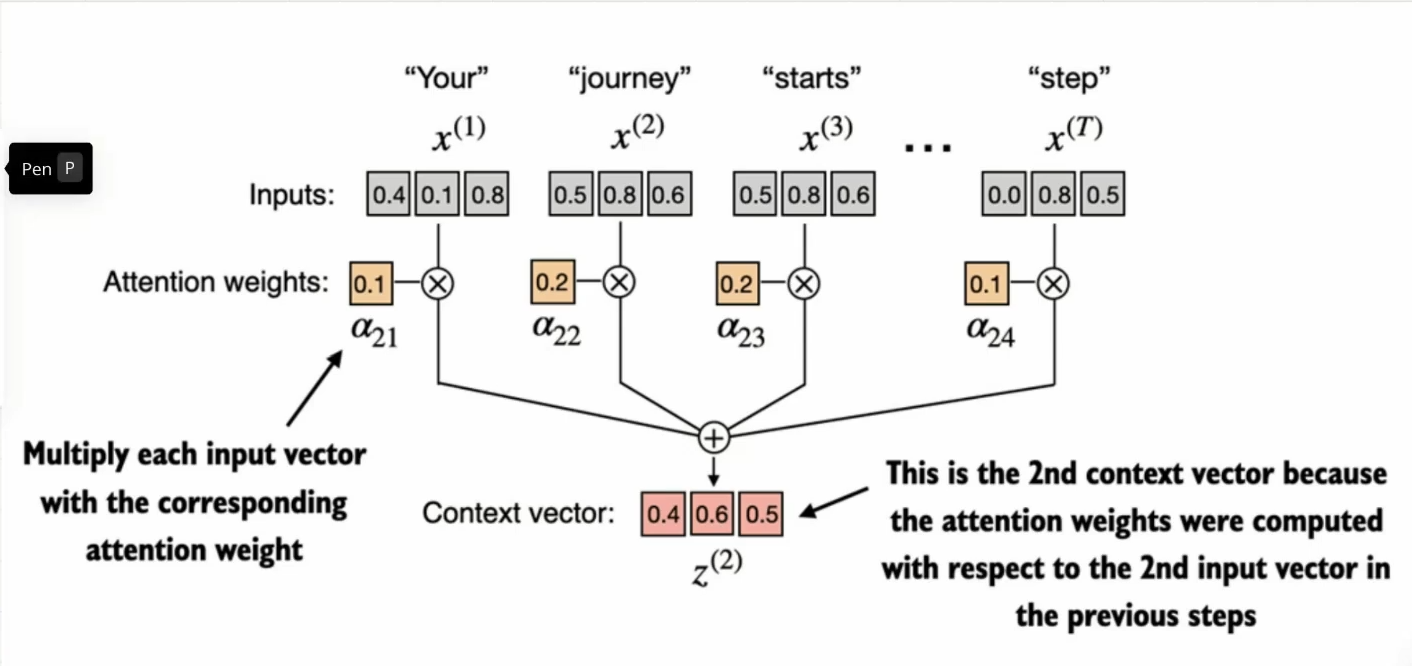 “Your” “journey” “starts” “step”
x(1) x(2) x(3) ... x(T)
Pen P
Inputs: 0.4 0.1 0.8 0.5 0.8 0.6 0.5 0.8 0.6 0.0 0.8 0.5
Attention weights: 0.1 0.2 0.2 0.1
α21 α22 α23 α24
Multiply each input vector
with the corresponding
attention weight
Context vector: 0.4 0.6 0.5
z(2)
This is the 2nd context vector because
the attention weights were computed
with respect to the 2nd input vector in
the previous steps